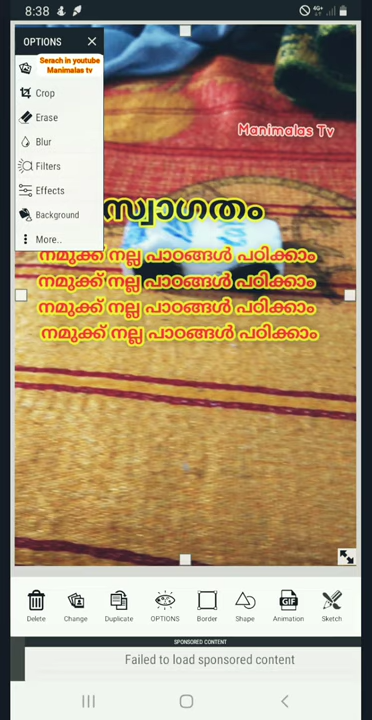 8:38
4G+
OPTIONS
Serach in youtube
Manimalas tv
Crop
Erase
Blur
Filters
Effects
Background
More..
Manimalas Tv
സ്വാഗതം
നമുക്ക് നല്ല പാഠങ്ങൾ പഠിക്കാം
നമുക്ക് നല്ല പാഠങ്ങൾ പഠിക്കാം
നമുക്ക് നല്ല പാഠങ്ങൾ പഠിക്കാം
നമുക്ക് നല്ല പാഠങ്ങൾ പഠിക്കാം
Delete Change Duplicate OPTIONS Border Shape GIF Animation Sketch
SPONSORED CONTENT
Failed to load sponsored content